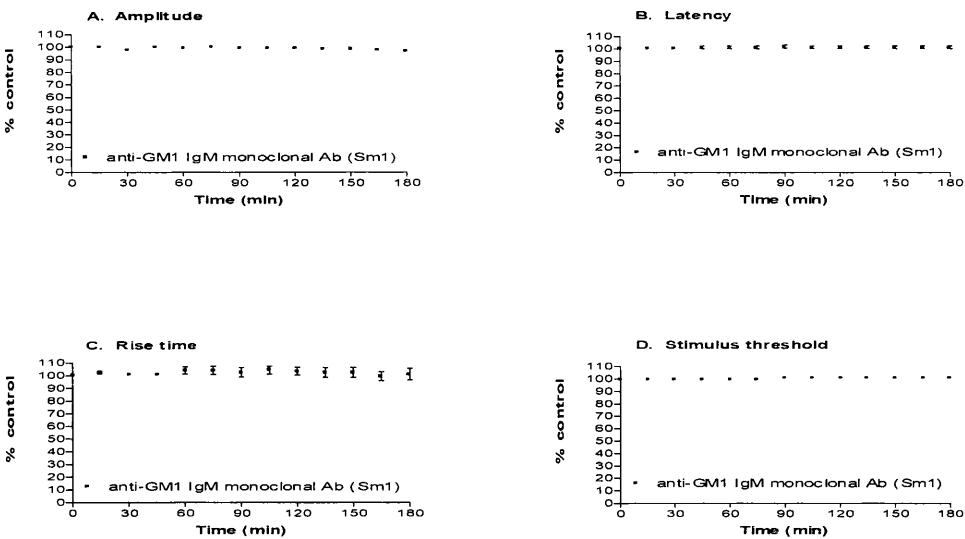 A. Amplitude
110
100
90
80
70
60
50
40
30
20
10
0
% control
anti-GM1 IgM monoclonal Ab (Sm1)
0 30 60 90 120 150 180
Time (min)
B. Latency
110
100
90
80
70
60
50
40
30
20
10
0
% control
anti-GM1 IgM monoclonal Ab (Sm1)
0 30 60 90 120 150 180
Time (min)
C. Rise time
110
100
90
80
70
60
50
40
30
20
10
0
% control
anti-GM1 IgM monoclonal Ab (Sm1)
0 30 60 90 120 150 180
Time (min)
D. Stimulus threshold
110
100
90
80
70
60
50
40
30
20
10
0
% control
anti-GM1 IgM monoclonal Ab (Sm1)
0 30 60 90 120 150 180
Time (min)